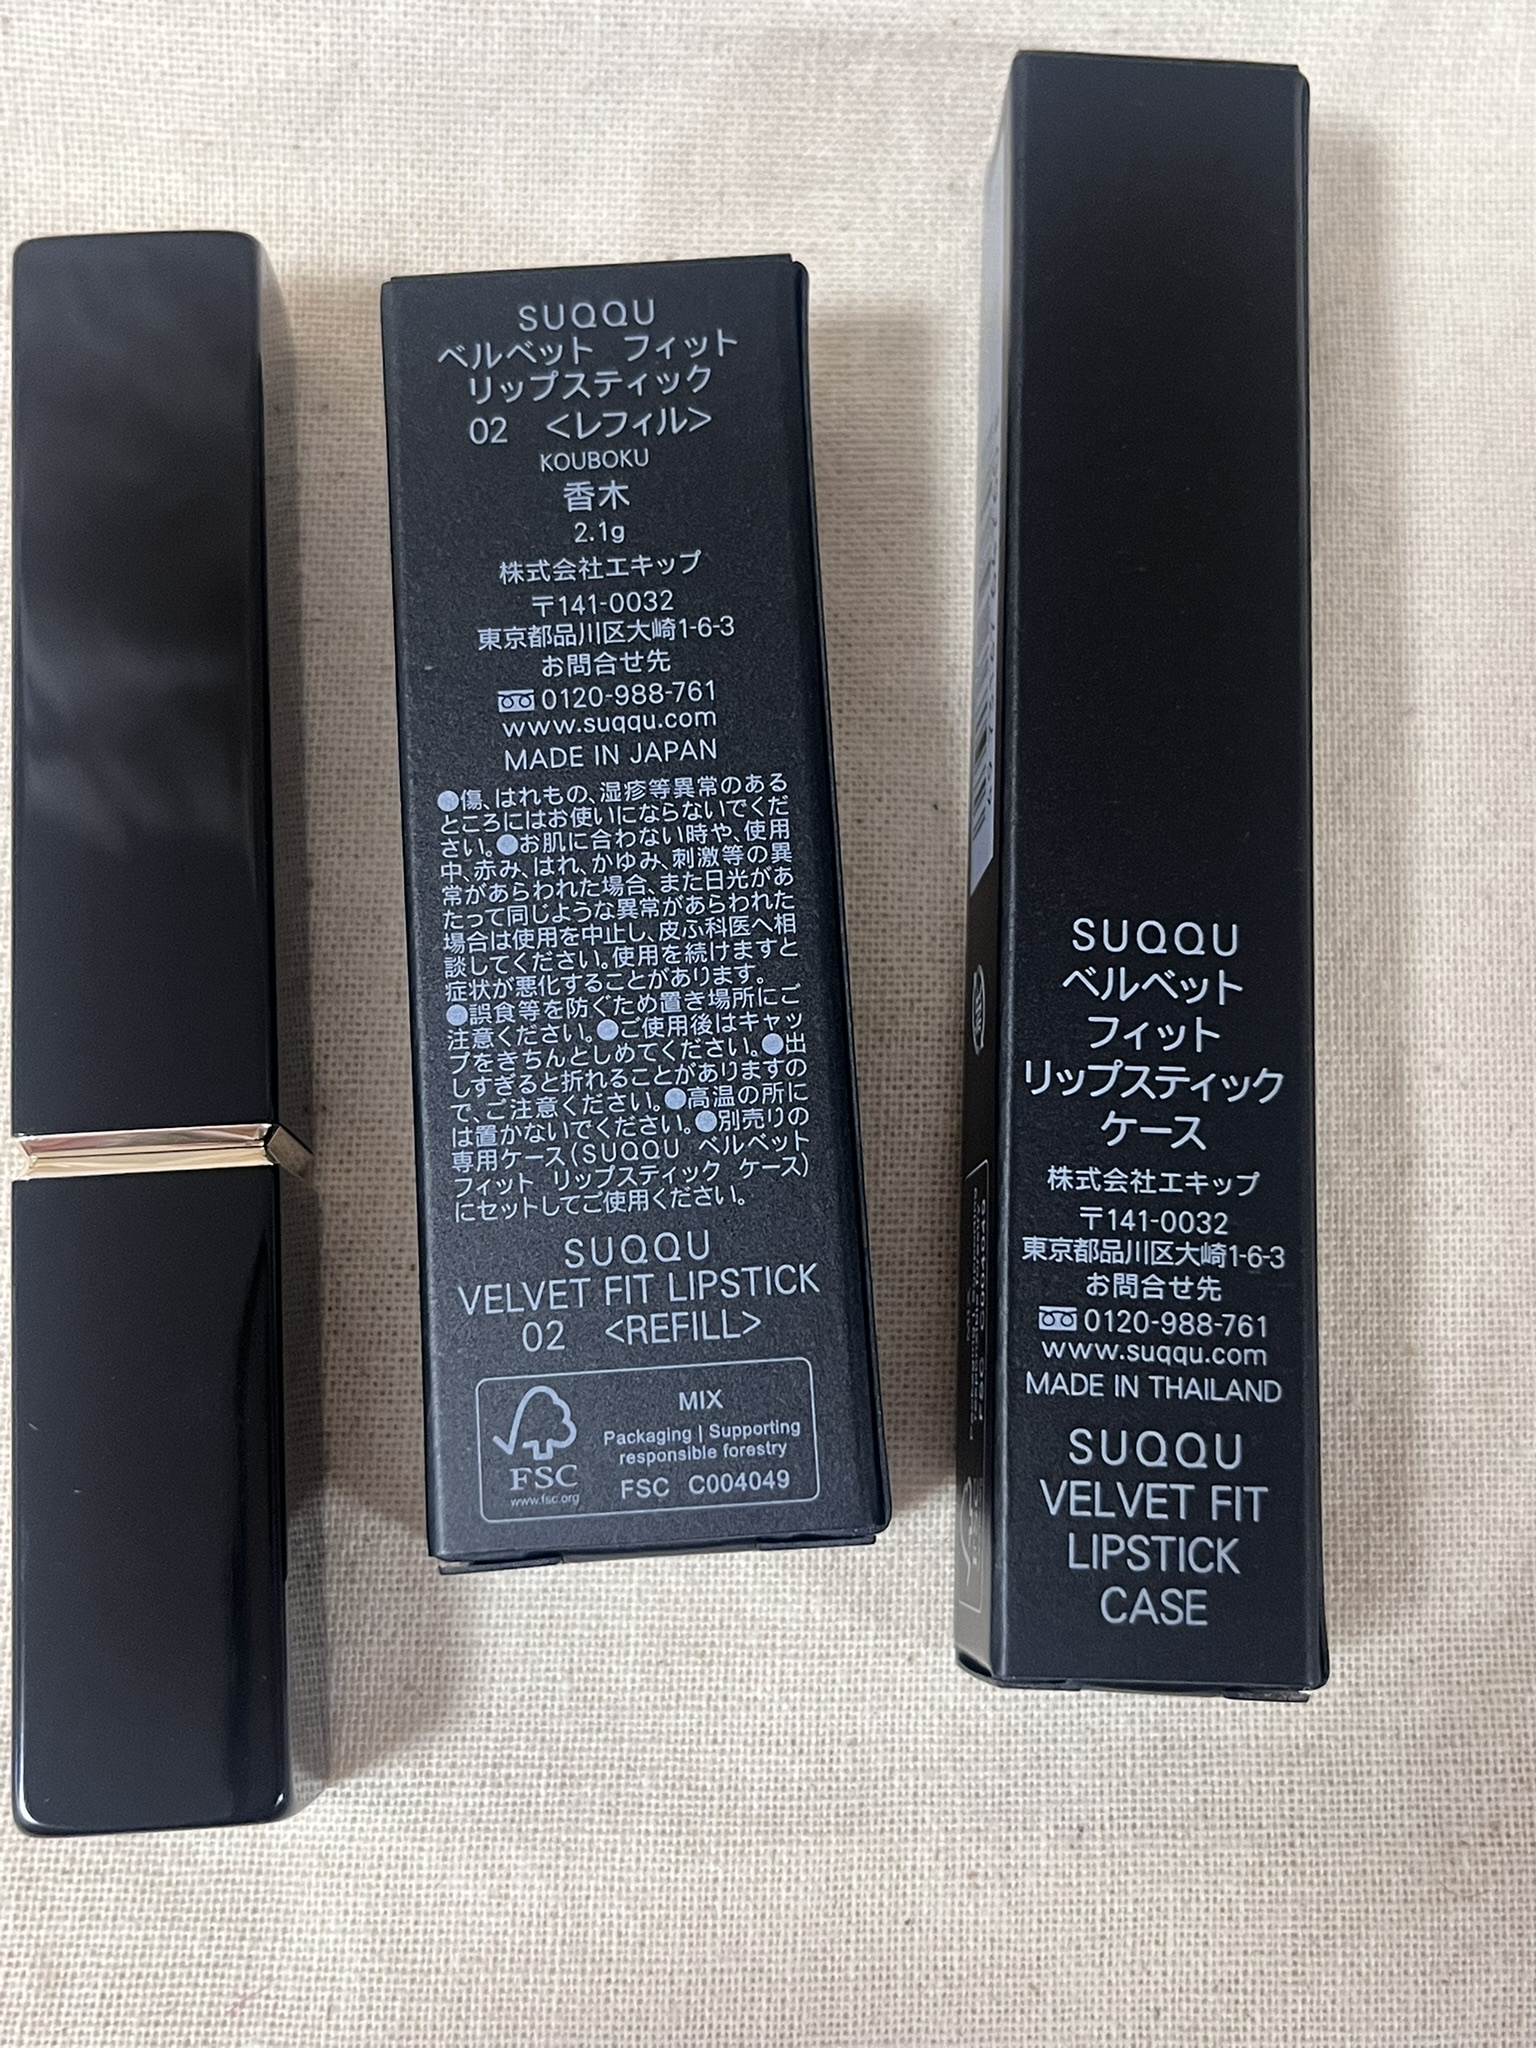 SUQQU
ベルベット フィット
リップスティック
02 <レフィル>
KOUBOKU
香木
2.1g
株式会社エキップ
〒141-0032
東京都品川区大崎1-6-3
お問合せ先
0120-988-761
www.suqqu.com
MADE IN JAPAN
●傷、はれもの、湿疹等異常のある
ところにはお使いにならないでくだ
さい。●お肌に合わない時や、使用
中、赤み、はれ、かゆみ、刺激等の異
常があらわれた場合、また日光があ
たって同じような異常があらわれた
場合は使用を中止し、皮ふ科医へ相
談してください。使用を続けますと
症状が悪化することがあります。
●誤食等を防ぐため置き場所にご
注意ください。●ご使用後はキャッ
プをきちんとしめてください。●出
しすぎると折れることがありますの
で、ご注意ください。●高温の所に
は置かないでください。●別売りの
専用ケース(SUQQU ベルベット
フィット リップスティック ケース)
にセットしてご使用ください。
SUQQU
VELVET FIT LIPSTICK
02 <REFILL>
FSC
www.fsc.org
MIX
Packaging | Supporting
responsible forestry
FSC C004049
SUQQU
ベルベット
フィット
リップスティック
ケース
株式会社エキップ
〒141-0032
東京都品川区大崎1-6-3
お問合せ先
0120-988-761
www.suqqu.com
MADE IN THAILAND
SUQQU
VELVET FIT
LIPSTICK
CASE